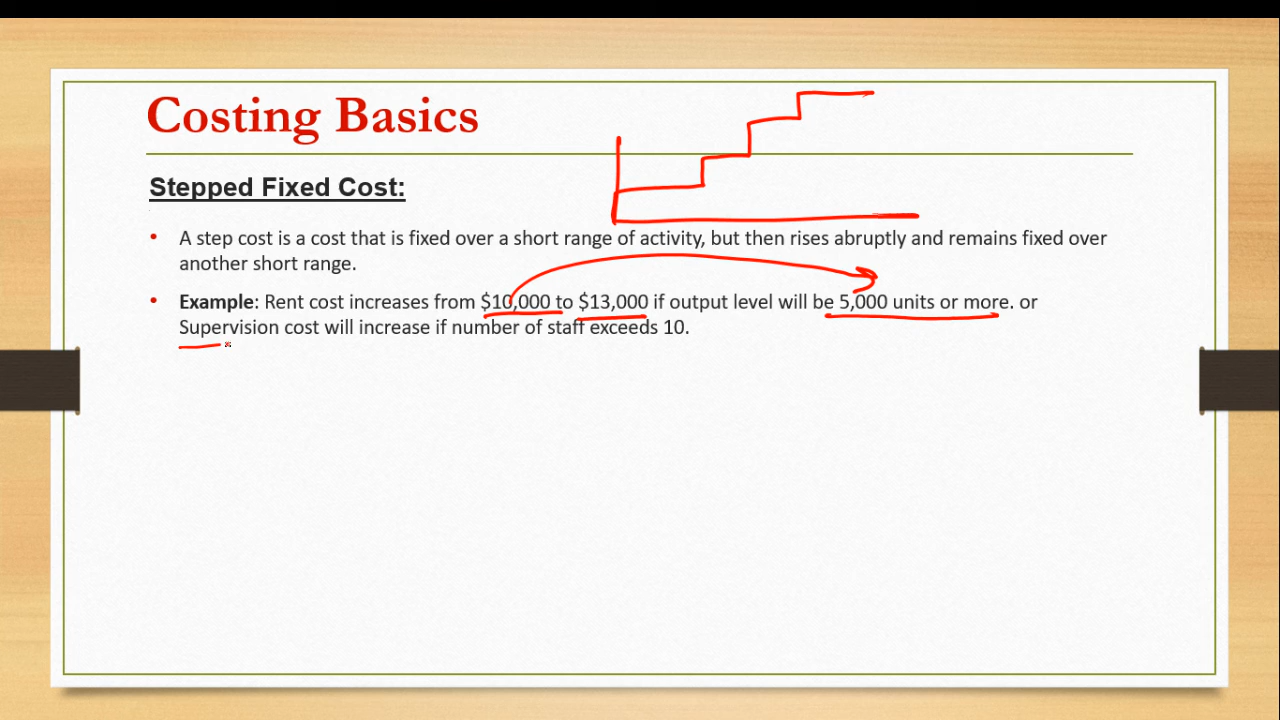 Costing Basics
Stepped Fixed Cost:
• A step cost is a cost that is fixed over a short range of activity, but then rises abruptly and remains fixed over
another short range.
• Example: Rent cost increases from $10,000 to $13,000 if output level will be 5,000 units or more. or
Supervision cost will increase if number of staff exceeds 10.